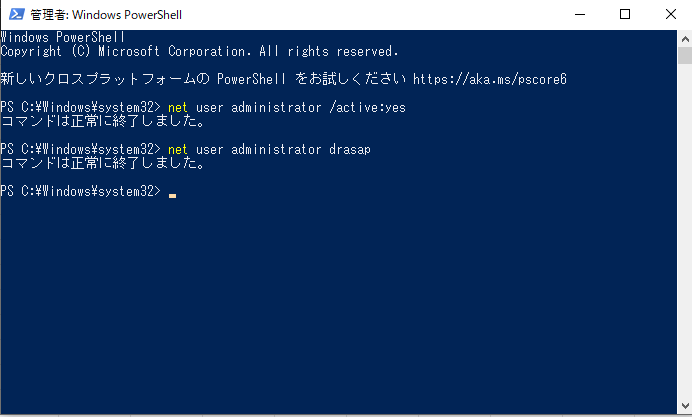 管理者: Windows PowerShell
Windows PowerShell
Copyright (C) Microsoft Corporation. All rights reserved.
新しいクロスプラットフォームの PowerShell をお試しください https://aka.ms/pscore6
PS C:¥Windows¥system32> net user administrator /active:yes
コマンドは正常に終了しました。
PS C:¥Windows¥system32> net user administrator drasap
コマンドは正常に終了しました。
PS C:¥Windows¥system32>